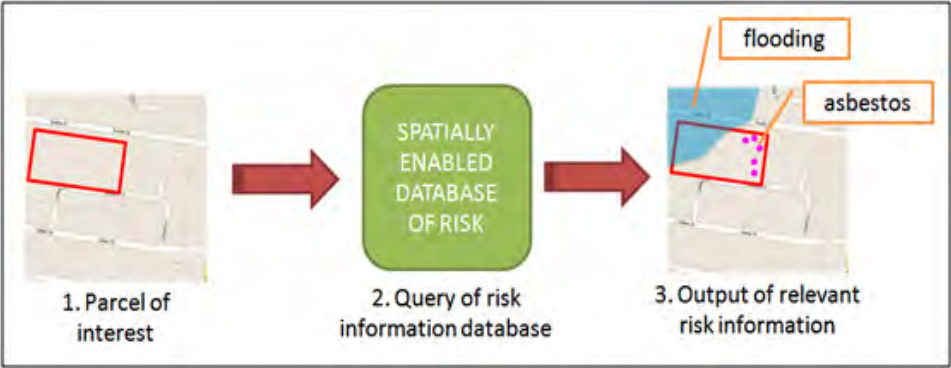 flooding
asbestos
SPATIALLY
ENABLED
DATABASE
OF RISK
1. Parcel of
interest
2. Query of risk
information database
3. Output of relevant
risk information